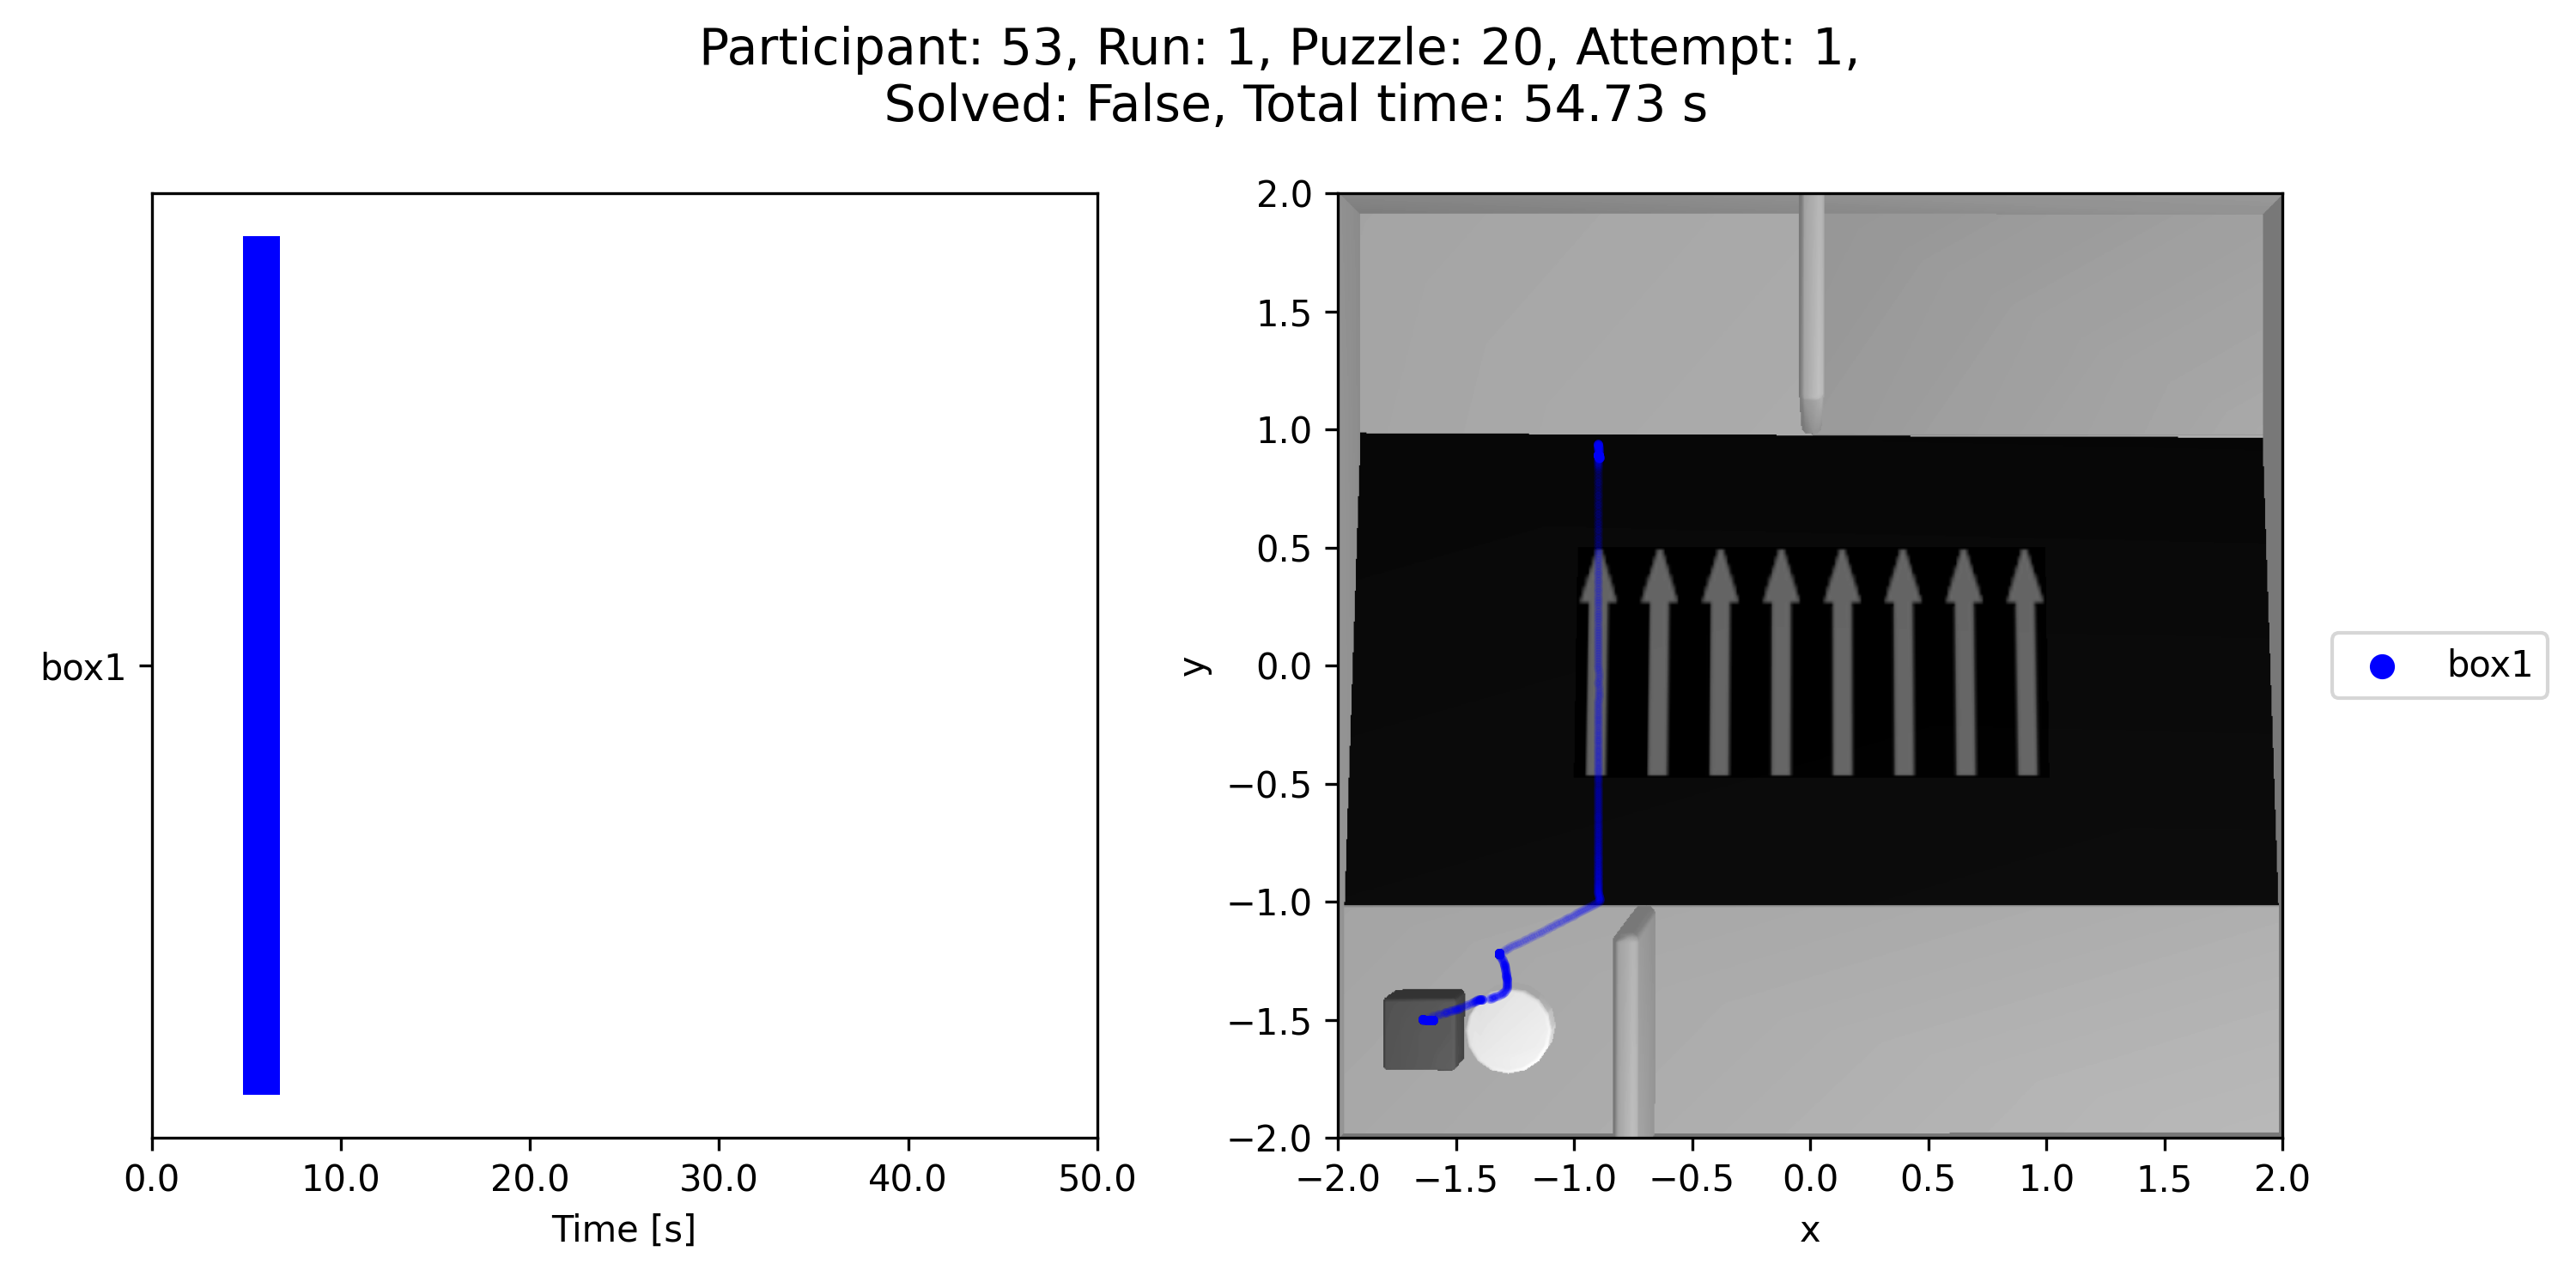 Participant: 53, Run: 1, Puzzle: 20, Attempt: 1,
Solved: False, Total time: 54.73 s
box1
0.0 10.0 20.0 30.0 40.0 50.0
Time [s]
2.0
1.5
1.0
0.5
0.0
−0.5
−1.0
−1.5
−2.0
y
−2.0 −1.5 −1.0 −0.5 0.0 0.5 1.0 1.5 2.0
x
box1